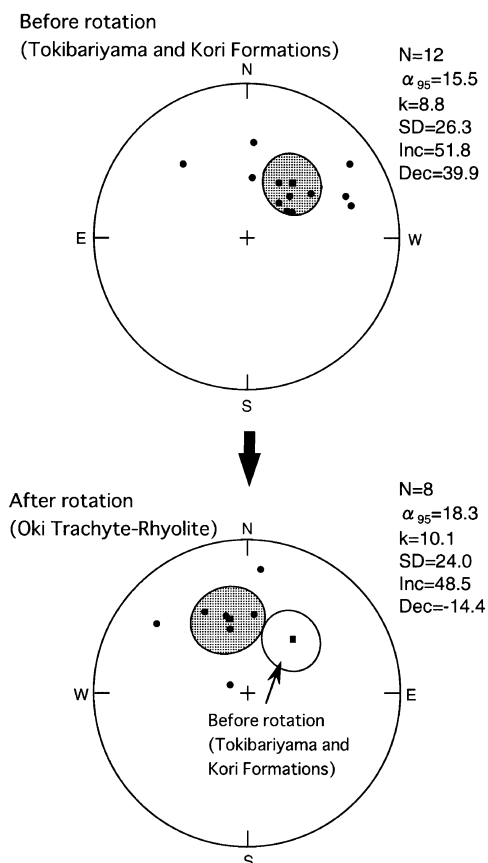 Before rotation
(Tokibariyama and Kori Formations)
N
N=12
α95=15.5
k=8.8
SD=26.3
Inc=51.8
Dec=39.9
E
W
S
After rotation
(Oki Trachyte-Rhyolite)
N
N=8
α95=18.3
k=10.1
SD=24.0
Inc=48.5
Dec=-14.4
W
E
Before rotation
(Tokibariyama and
Kori Formations)
S